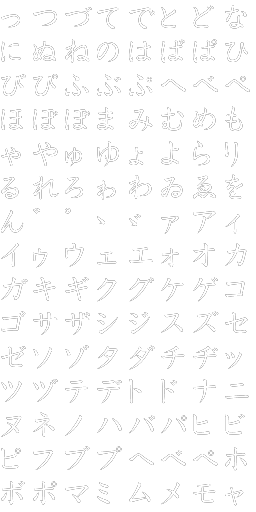 っつづてでとどな
にぬねのはばぱひ
びぴふぶぷへべぺ
ほぼぽまみむめも
ゃやゅゆょよらり
るれろゎわゐゑを
ん゛゜ゝゞァアィ
イゥウェエォオカ
ガキギクグケゲコ
ゴサザシジスズセ
ゼソゾタダチヂッ
ツヅテデトドナニ
ヌネノハバパヒビ
ピフブプヘベペホ
ボポマミムメモャ